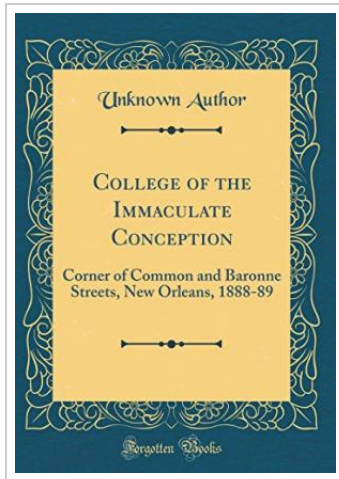 Unknown Author
COLLEGE OF THE
IMMACULATE
CONCEPTION
Corner of Common and Baronne
Streets, New Orleans, 1888-89
Forgotten Books